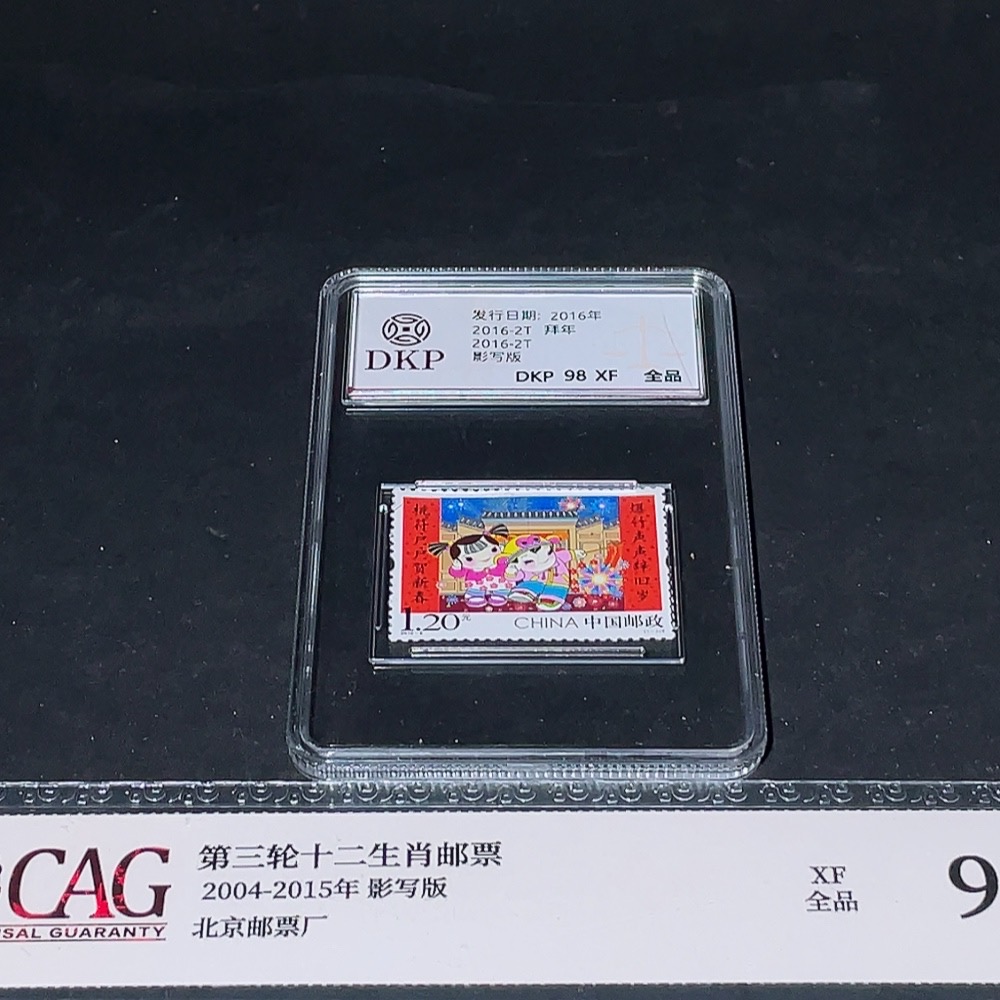 发行日期: 2016年
2016-2T 拜年
2016-2T
影写版
DKP
DKP 98 XF 全品
桃符户户贺新春
爆竹声声辞旧岁
1.20元
CHINA 中国邮政
CAG
SAL GUARANTY
第三轮十二生肖邮票
2004-2015年 影写版
北京邮票厂
XF
全品
9